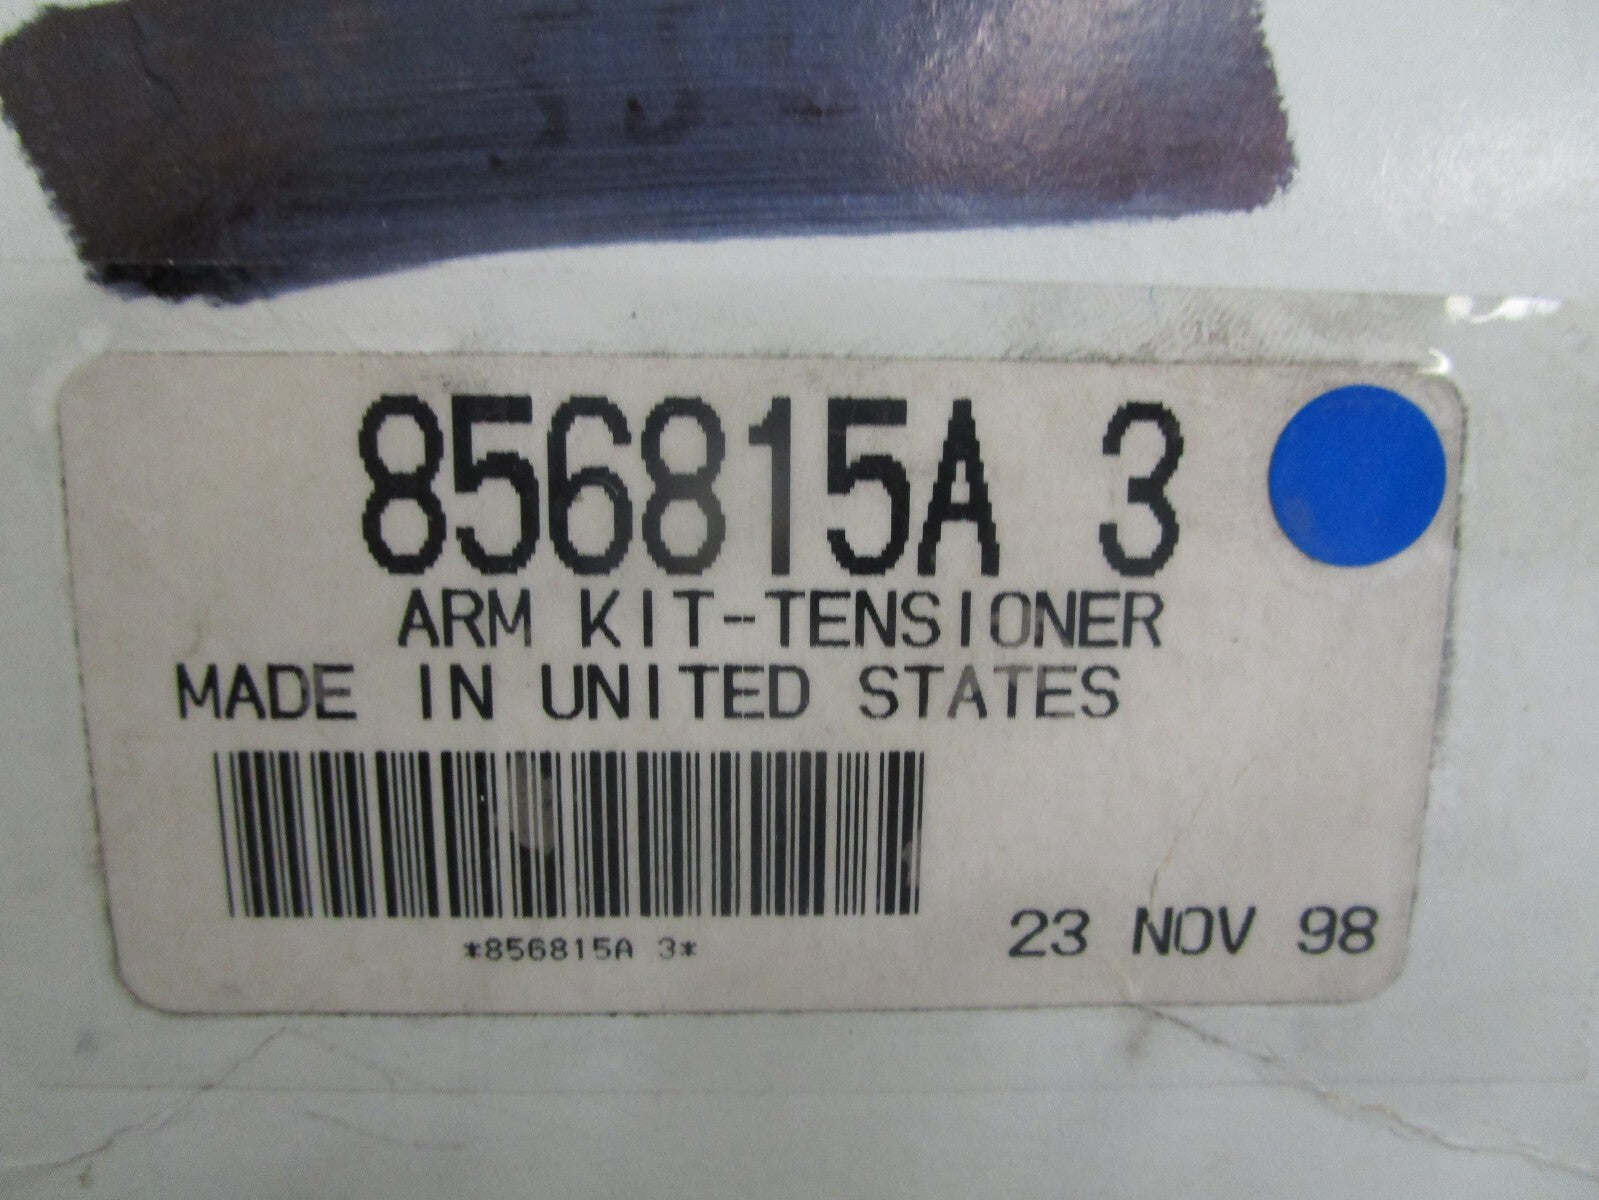 856815A 3
ARM KIT-TENSIONER
MADE IN UNITED STATES
*856815A 3*
23 NOV 98